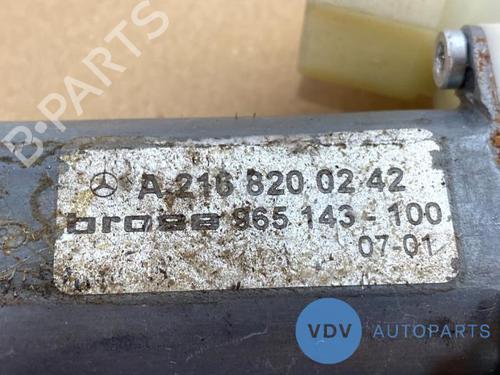 B-PARTS
A 216 820 02 42
brose 965 143-100
07-01
VDV AUTOPARTS